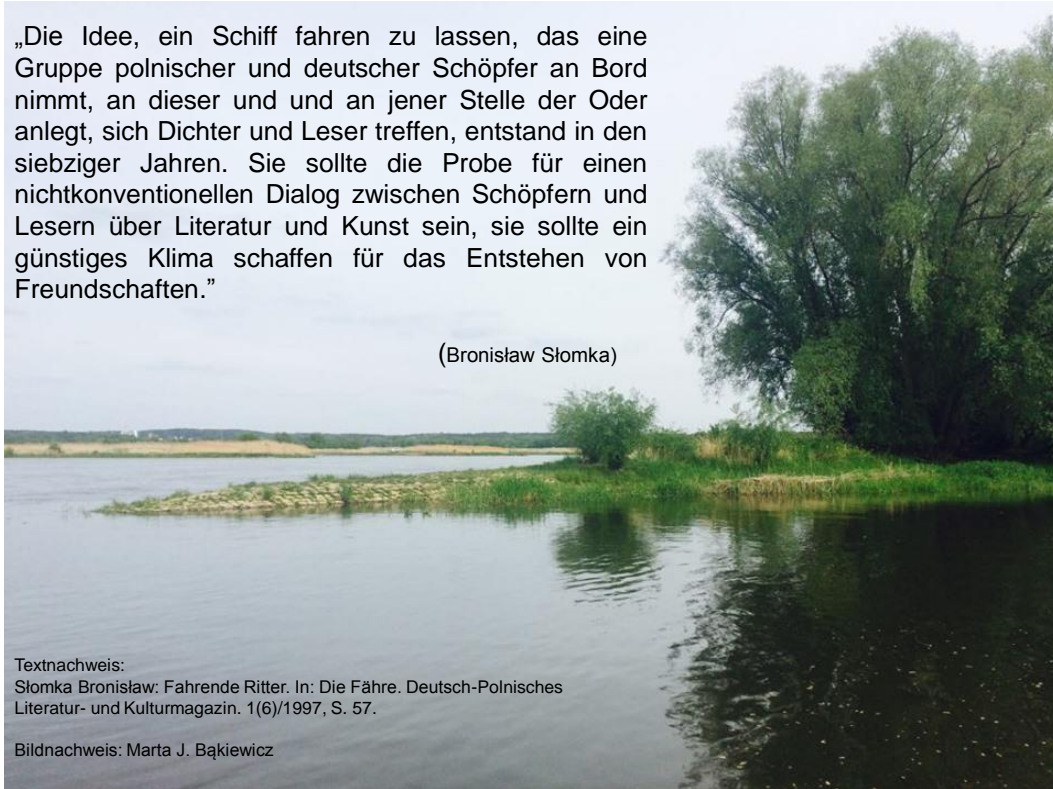 „Die Idee, ein Schiff fahren zu lassen, das eine
Gruppe polnischer und deutscher Schöpfer an Bord
nimmt, an dieser und und an jener Stelle der Oder
anlegt, sich Dichter und Leser treffen, entstand in den
siebziger Jahren. Sie sollte die Probe für einen
nichtkonventionellen Dialog zwischen Schöpfern und
Lesern über Literatur und Kunst sein, sie sollte ein
günstiges Klima schaffen für das Entstehen von
Freundschaften.”
(Bronisław Słomka)
Textnachweis:
Słomka Bronisław: Fahrende Ritter. In: Die Fähre. Deutsch-Polnisches
Literatur- und Kulturmagazin. 1(6)/1997, S. 57.
Bildnachweis: Marta J. Bąkiewicz